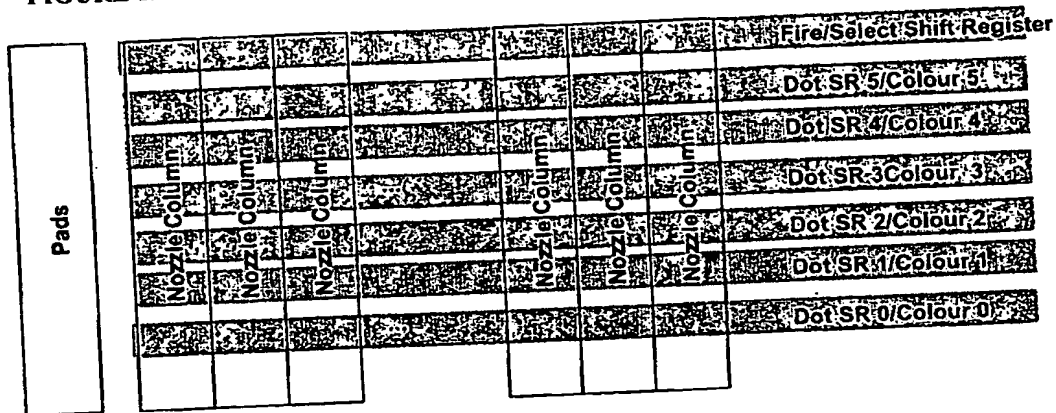 FIGURE
Fire/Select Shift Register
Dot SR 5/Colour 5
Dot SR 4/Colour 4
Dot SR 3Colour 3
Dot SR 2/Colour 2
Dot SR 1/Colour 1
Dot SR 0/Colour 0
Pads
Nozzle Column
Nozzle Column
Nozzle Column
Nozzle Column
Nozzle Column
Nozzle Column